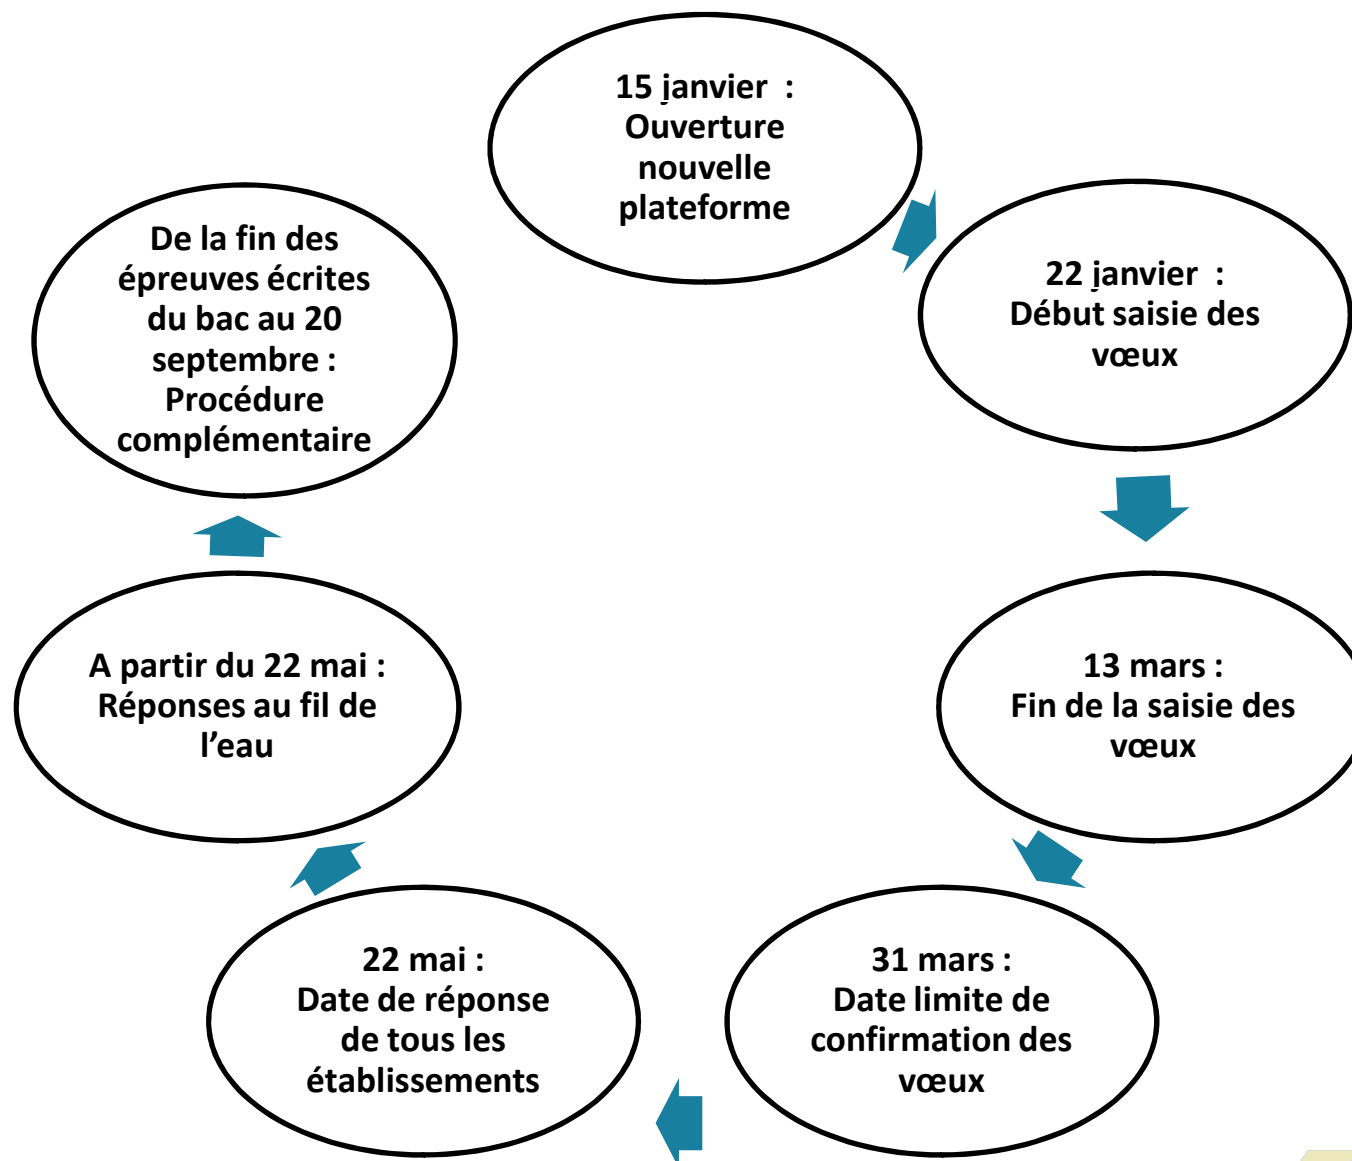 15 janvier :
Ouverture
nouvelle
plateforme
22 janvier :
Début saisie des
vœux
13 mars :
Fin de la saisie des
vœux
31 mars :
Date limite de
confirmation des
vœux
22 mai :
Date de réponse
de tous les
établissements
A partir du 22 mai :
Réponses au fil de
l’eau
De la fin des
épreuves écrites
du bac au 20
septembre :
Procédure
complémentaire